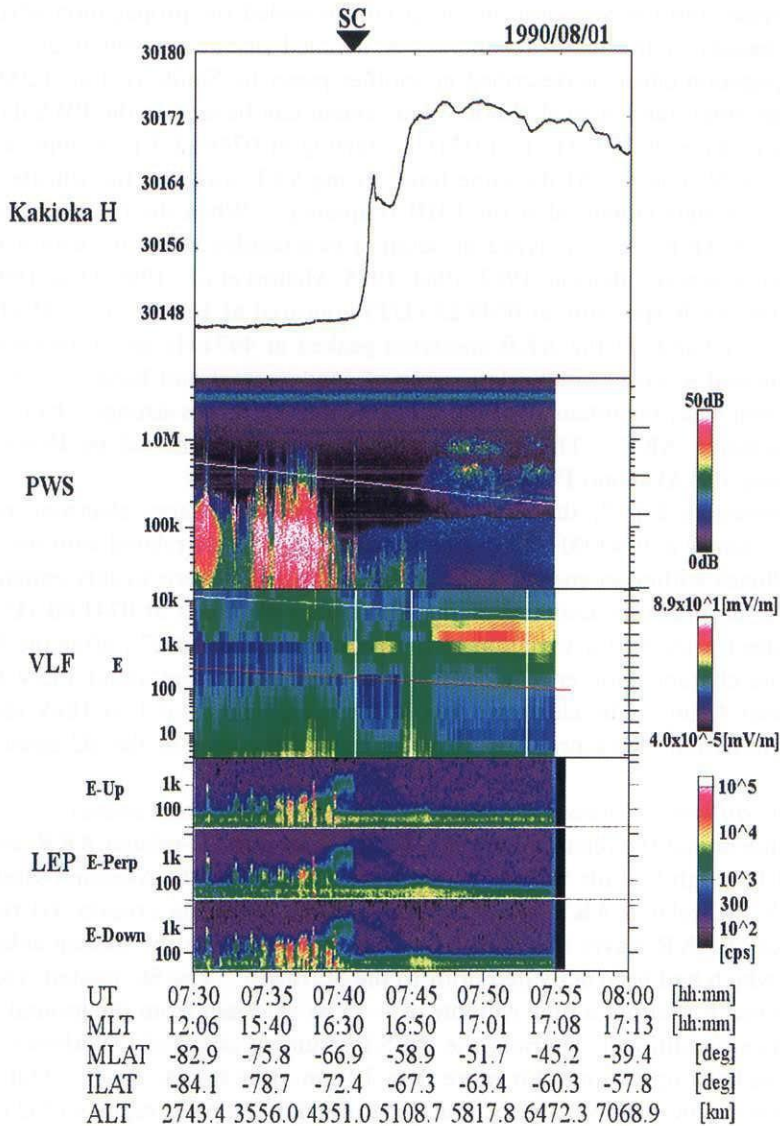 SC
1990/08/01
30180
30172
30164
Kakioka H
30156
30148
PWS
1.0M
100k
50dB
0dB
VLF E
10k
1k
100
10
8.9x10^1[mV/m]
4.0x10^-5[mV/m]
LEP
E-Up
1k
100
E-Perp
1k
100
E-Down
1k
100
10^5
10^4
10^3
300
10^2
[cps]
UT 07:30 07:35 07:40 07:45 07:50 07:55 08:00 [hh:mm]
MLT 12:06 15:40 16:30 16:50 17:01 17:08 17:13 [hh:mm]
MLAT -82.9 -75.8 -66.9 -58.9 -51.7 -45.2 -39.4 [deg]
ILAT -84.1 -78.7 -72.4 -67.3 -63.4 -60.3 -57.8 [deg]
ALT 2743.4 3556.0 4351.0 5108.7 5817.8 6472.3 7068.9 [km]